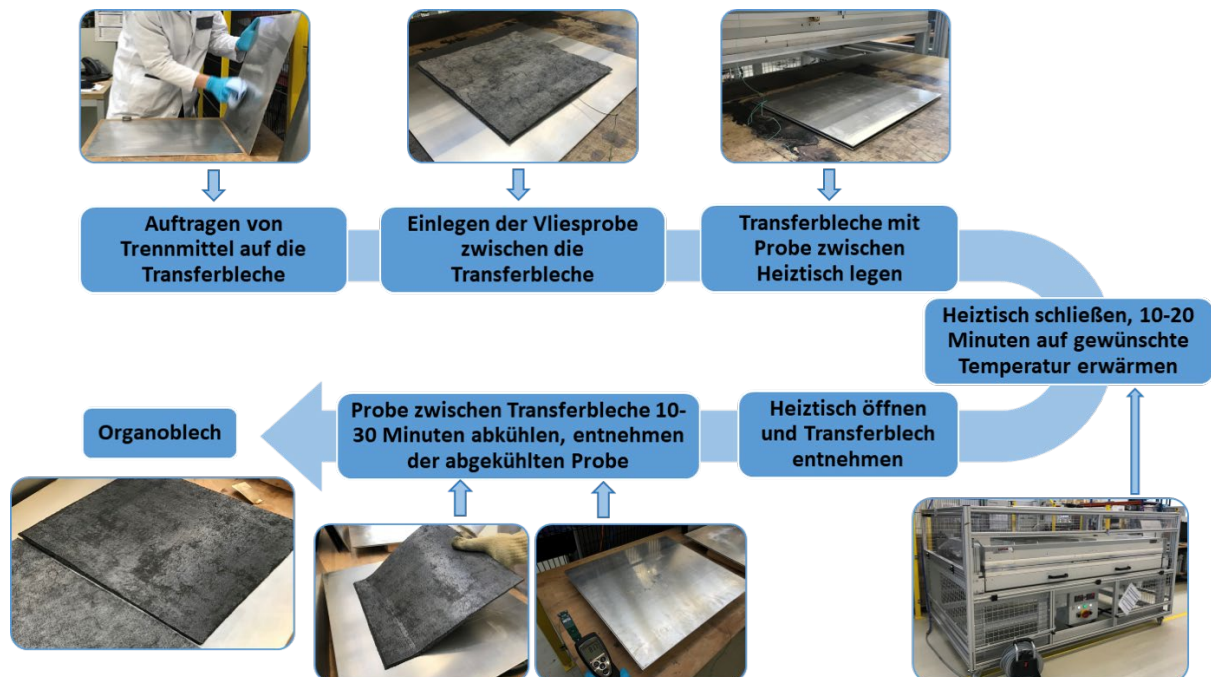 Auftragen von
Trennmittel auf die
Transferbleche
Einlegen der Vliesprobe
zwischen die
Transferbleche
Transferbleche mit
Probe zwischen
Heiztisch legen
Heiztisch schließen, 10-20
Minuten auf gewünschte
Temperatur erwärmen
Heiztisch öffnen
und Transferblech
entnehmen
Probe zwischen Transferbleche 10-
30 Minuten abkühlen, entnehmen
der abgekühlten Probe
Organoblech